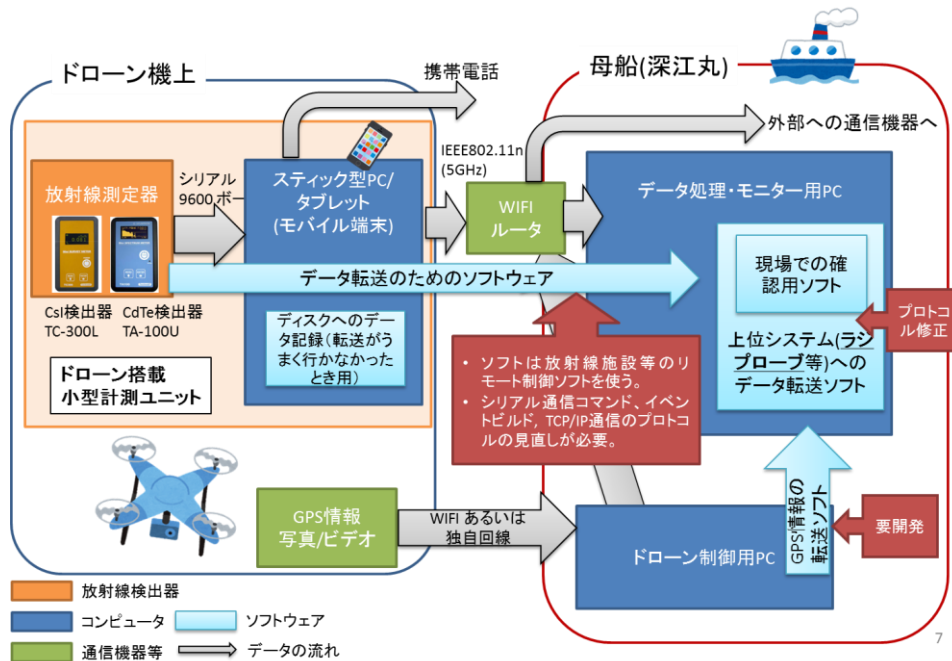 ドローン機上
携帯電話
母船(深江丸)
外部への通信機器へ
放射線測定器
シリアル
9600 ボー
スティック型PC/
タブレット
(モバイル端末)
IEEE802.11n
(5GHz)
WIFI
ルータ
データ処理・モニター用PC
データ転送のためのソフトウェア
現場での確
認用ソフト
プロトコ
ル修正
CsI検出器
TC-300L
CdTe検出器
TA-100U
ディスクへのデー
タ記録(転送がう
まく行かなかった
とき用)
上位システム(ラジ
プローブ等)への
データ転送ソフト
ドローン搭載
小型計測ユニット
• ソフトは放射線施設等のリ
モート制御ソフトを使う。
• シリアル通信コマンド、イベン
トビルド, TCP/IP通信のプロトコ
ルの見直しが必要。
GPS情報
写真/ビデオ
WIFI あるいは
独自回線
ドローン制御用PC
GPS情報の
転送ソフト
要開発
放射線検出器
コンピュータ
ソフトウェア
通信機器等
データの流れ
7